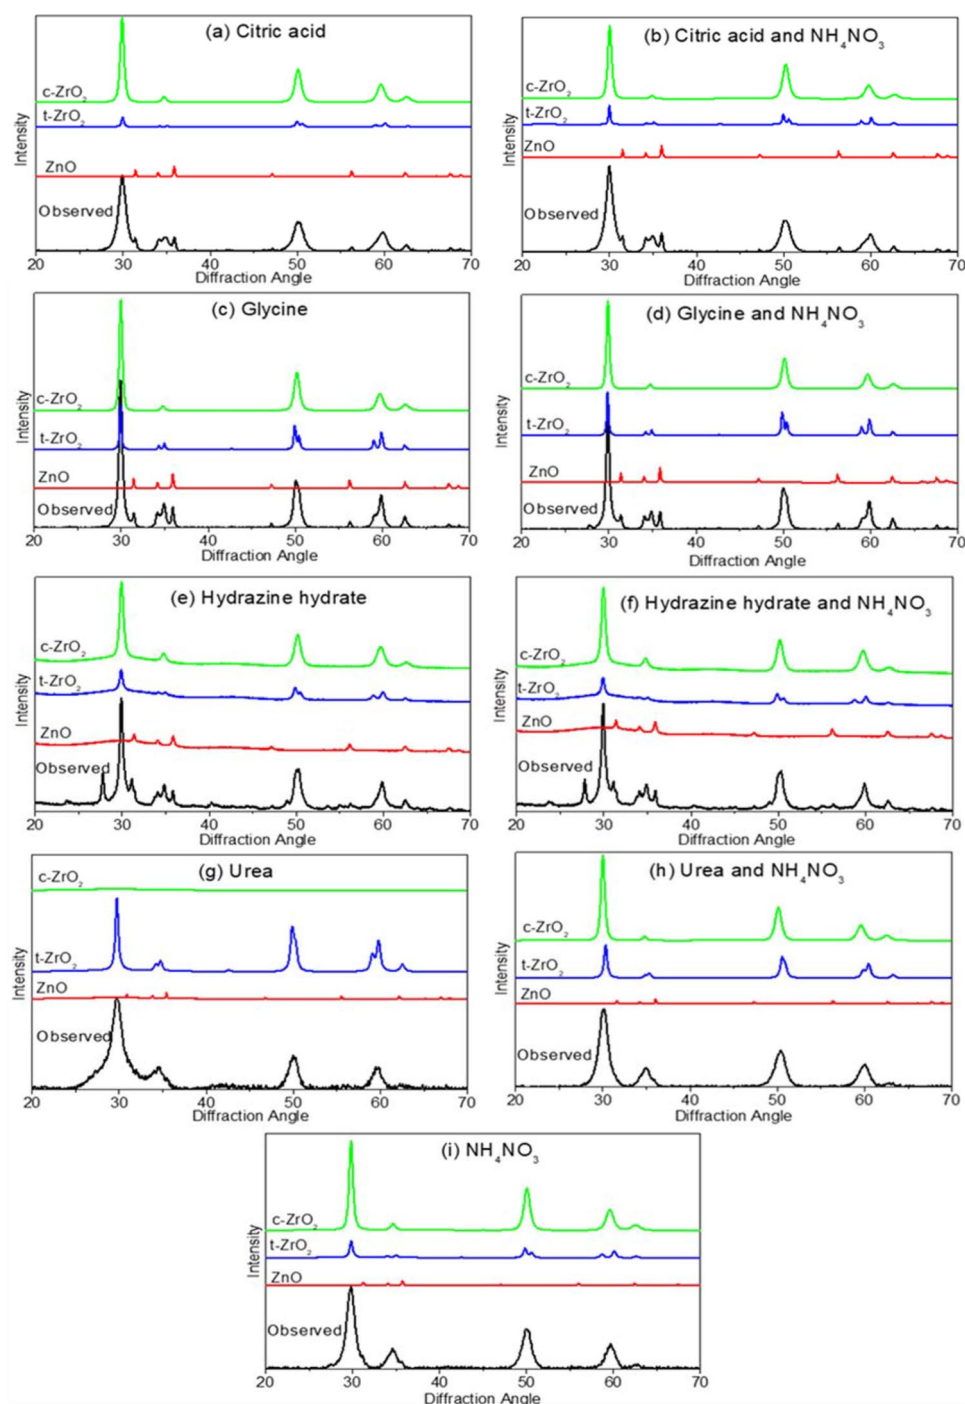 (a) Citric acid
c-ZrO₂
t-ZrO₂
ZnO
Observed
Intensity
20 30 40 50 60 70
Diffraction Angle
(b) Citric acid and NH₄NO₃
c-ZrO₂
t-ZrO₂
ZnO
Observed
Intensity
20 30 40 50 60 70
Diffraction Angle
(c) Glycine
c-ZrO₂
t-ZrO₂
ZnO
Observed
Intensity
20 30 40 50 60 70
Diffraction Angle
(d) Glycine and NH₄NO₃
c-ZrO₂
t-ZrO₂
ZnO
Observed
Intensity
20 30 40 50 60 70
Diffraction Angle
(e) Hydrazine hydrate
c-ZrO₂
t-ZrO₂
ZnO
Observed
Intensity
20 30 40 50 60 70
Diffraction Angle
(f) Hydrazine hydrate and NH₄NO₃
c-ZrO₂
t-ZrO₂
ZnO
Observed
Intensity
20 30 40 50 60 70
Diffraction Angle
(g) Urea
c-ZrO₂
t-ZrO₂
ZnO
Observed
Intensity
20 30 40 50 60 70
Diffraction Angle
(h) Urea and NH₄NO₃
c-ZrO₂
t-ZrO₂
ZnO
Observed
Intensity
20 30 40 50 60 70
Diffraction Angle
(i) NH₄NO₃
c-ZrO₂
t-ZrO₂
ZnO
Observed
Intensity
20 30 40 50 60 70
Diffraction Angle